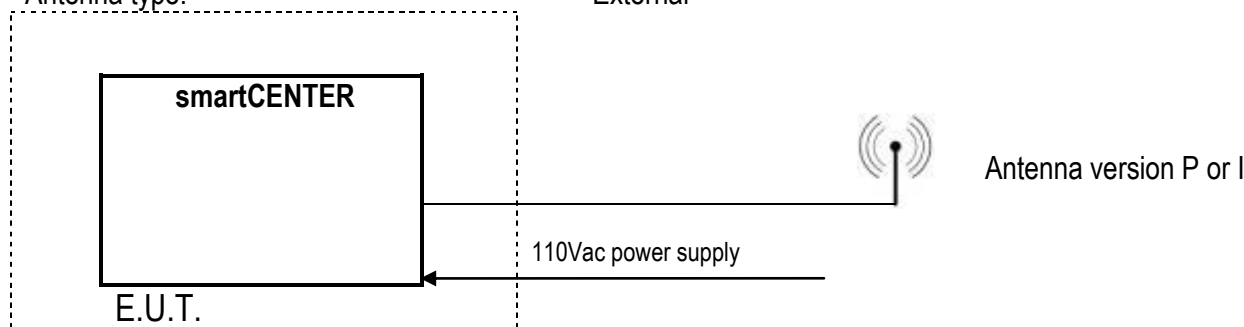 Antenna type: External
smartCENTER
Antenna version P or I
110Vac power supply
E.U.T.